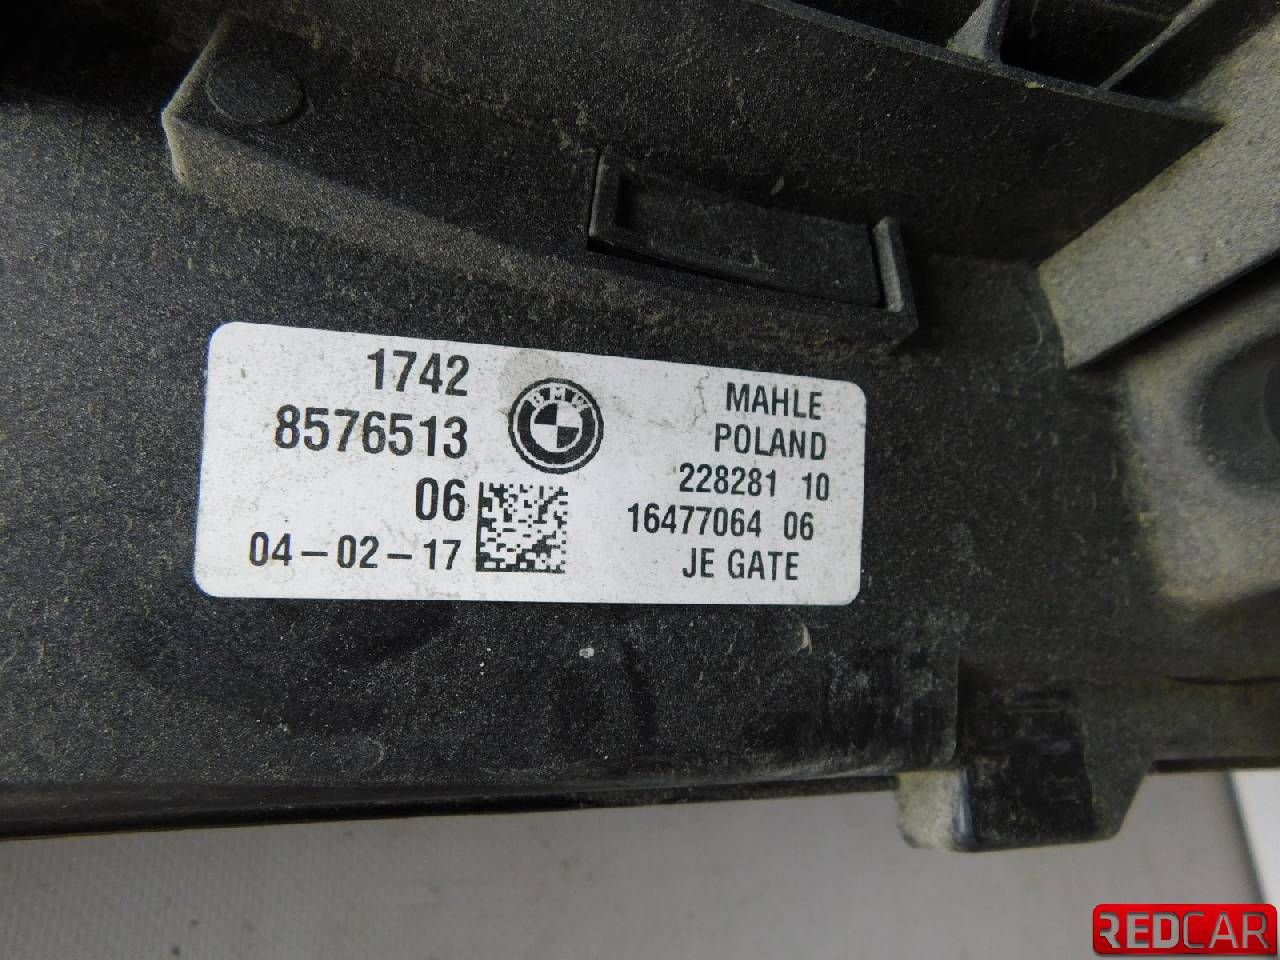 1742
8576513
06
04-02-17
BMW
MAHLE
POLAND
228281 10
16477064 06
JE GATE
REDCAR